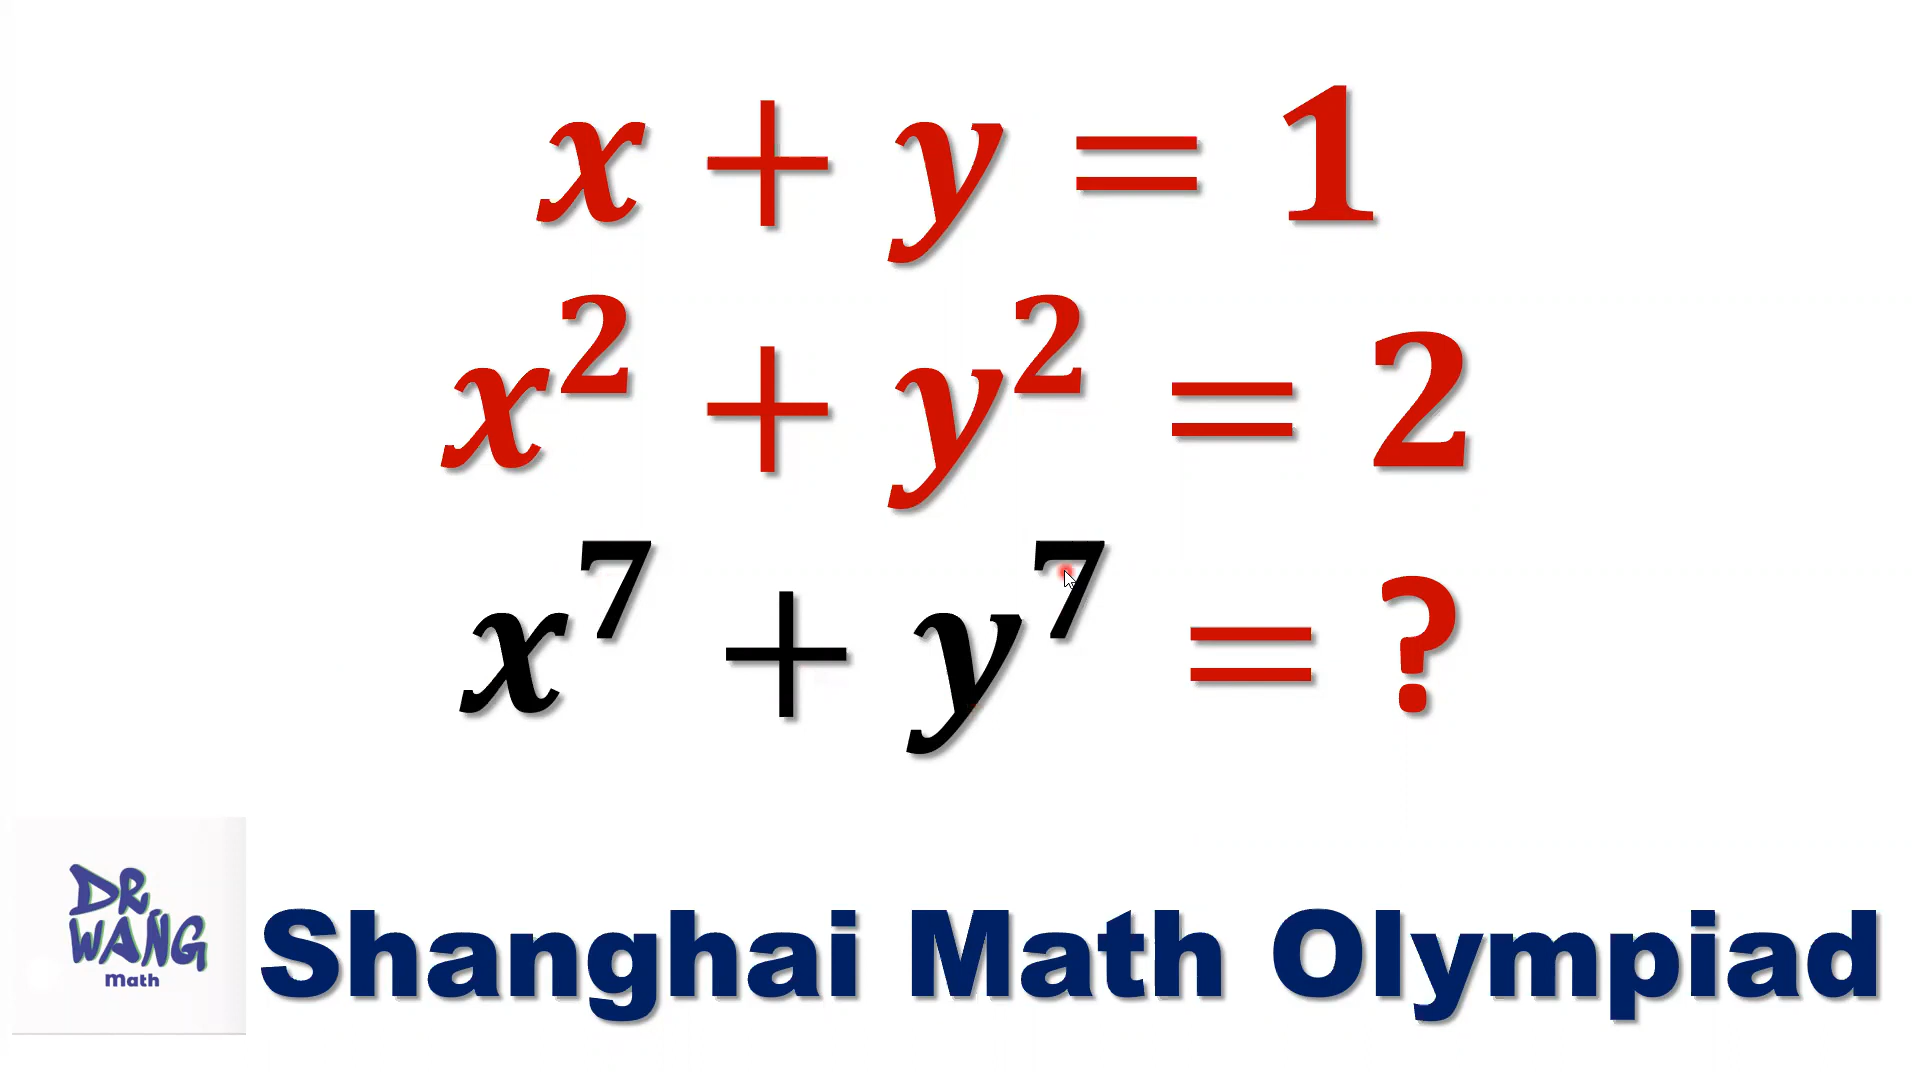 x + y = 1
x² + y² = 2
x⁷ + y⁷ = ?
DR.
WANG
Math
Shanghai Math Olympiad